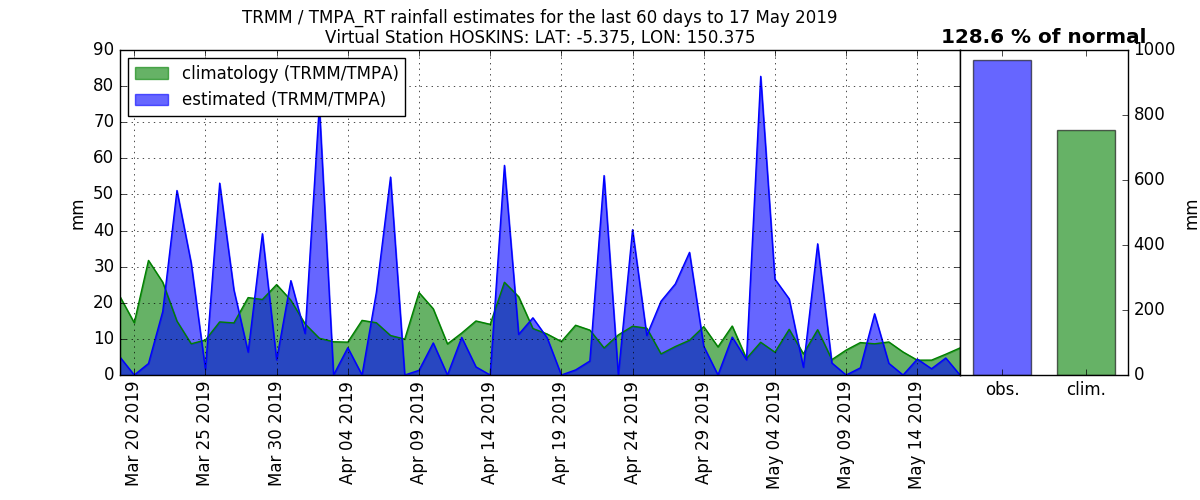 TRMM / TMPA_RT rainfall estimates for the last 60 days to 17 May 2019
Virtual Station HOSKINS: LAT: -5.375, LON: 150.375
128.6 % of normal
climatology (TRMM/TMPA)
estimated (TRMM/TMPA)
mm
90
80
70
60
50
40
30
20
10
0
Mar 20 2019
Mar 25 2019
Mar 30 2019
Apr 04 2019
Apr 09 2019
Apr 14 2019
Apr 19 2019
Apr 24 2019
Apr 29 2019
May 04 2019
May 09 2019
May 14 2019
obs.
clim.
1000
800
600
400
200
0
mm